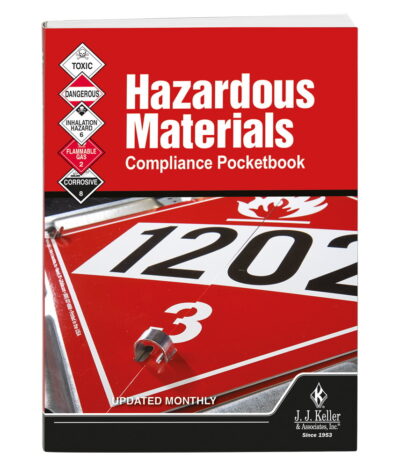 TOXIC
DANGEROUS
INHALATION
HAZARD
6
FLAMMABLE
GAS
2
CORROSIVE
8
Hazardous
Materials
Compliance Pocketbook
1202
3
UPDATED MONTHLY
J. J. Keller
& Associates, Inc.®
Since 1953